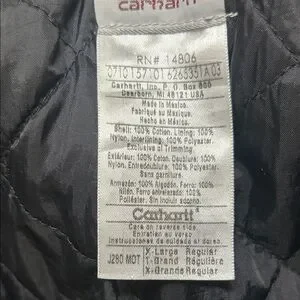 carhartt
RN# 14806
Carhartt, Inc. P. O. Box 600
Dearborn, MI 48121 USA
Made in Mexico.
Fabriqué au Mexique.
Hecho en México.
Shell: 100% Cotton. Lining: 100%
Nylon. Interlining: 100% Polyester.
Exclusive of Trimming.
Extérieur: 100% Coton. Doublure: 100%
Nylon. Entredoublure: 100% Polyester.
Sans garniture
Armazón: 100% Algodón. Forro: 100%
Nylon. Forro entretelado: 100%
Poliéster. Sin incluir adorno.
Carhartt
Care on reverse side
Entretien au verso
Instrucciones de cuidado al dorso.
J280 MOT
X-Large Regular
T-Grand Régulière
X-Grande Regular